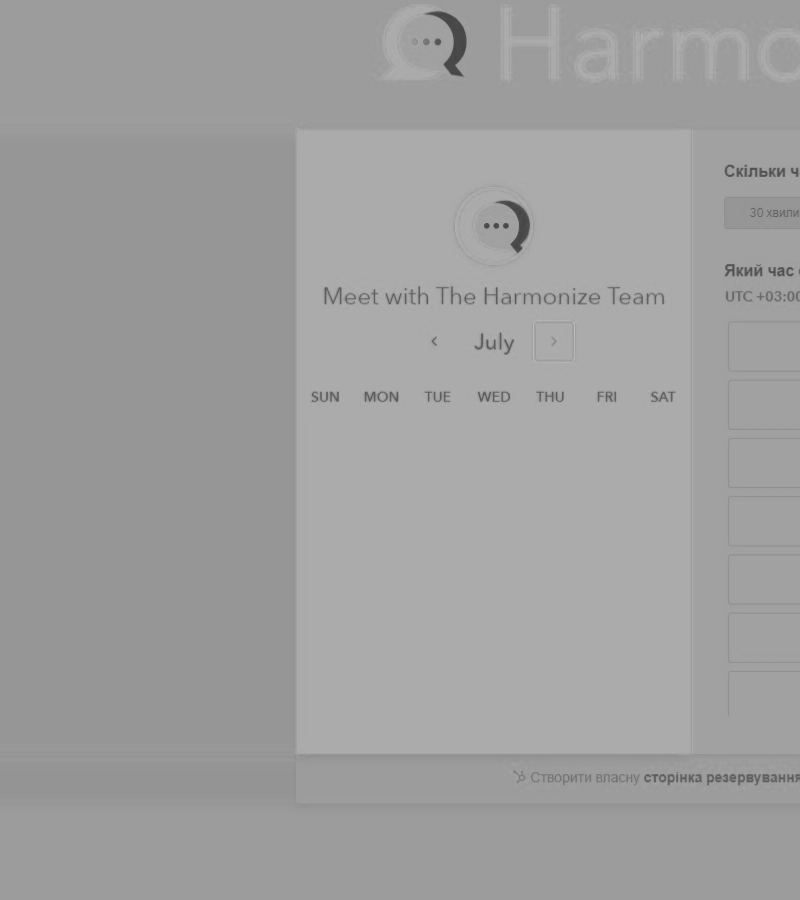 Harmo
Meet with The Harmonize Team
July
SUN MON TUE WED THU FRI SAT
Скільки ч
30 хвили
Який час
UTC +03:00
Створити власну сторінка резервування